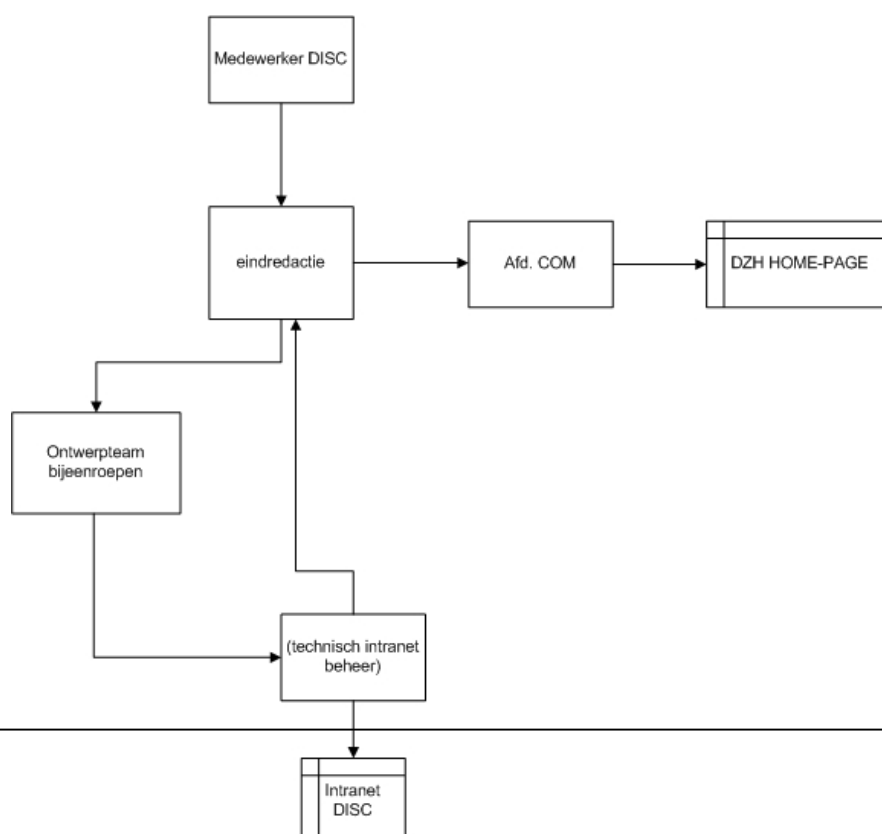 Medewerker DISC
eindredactie
Afd. COM
DZH HOME-PAGE
Ontwerpteam
bijeenroepen
(technisch intranet
beheer)
Intranet
DISC